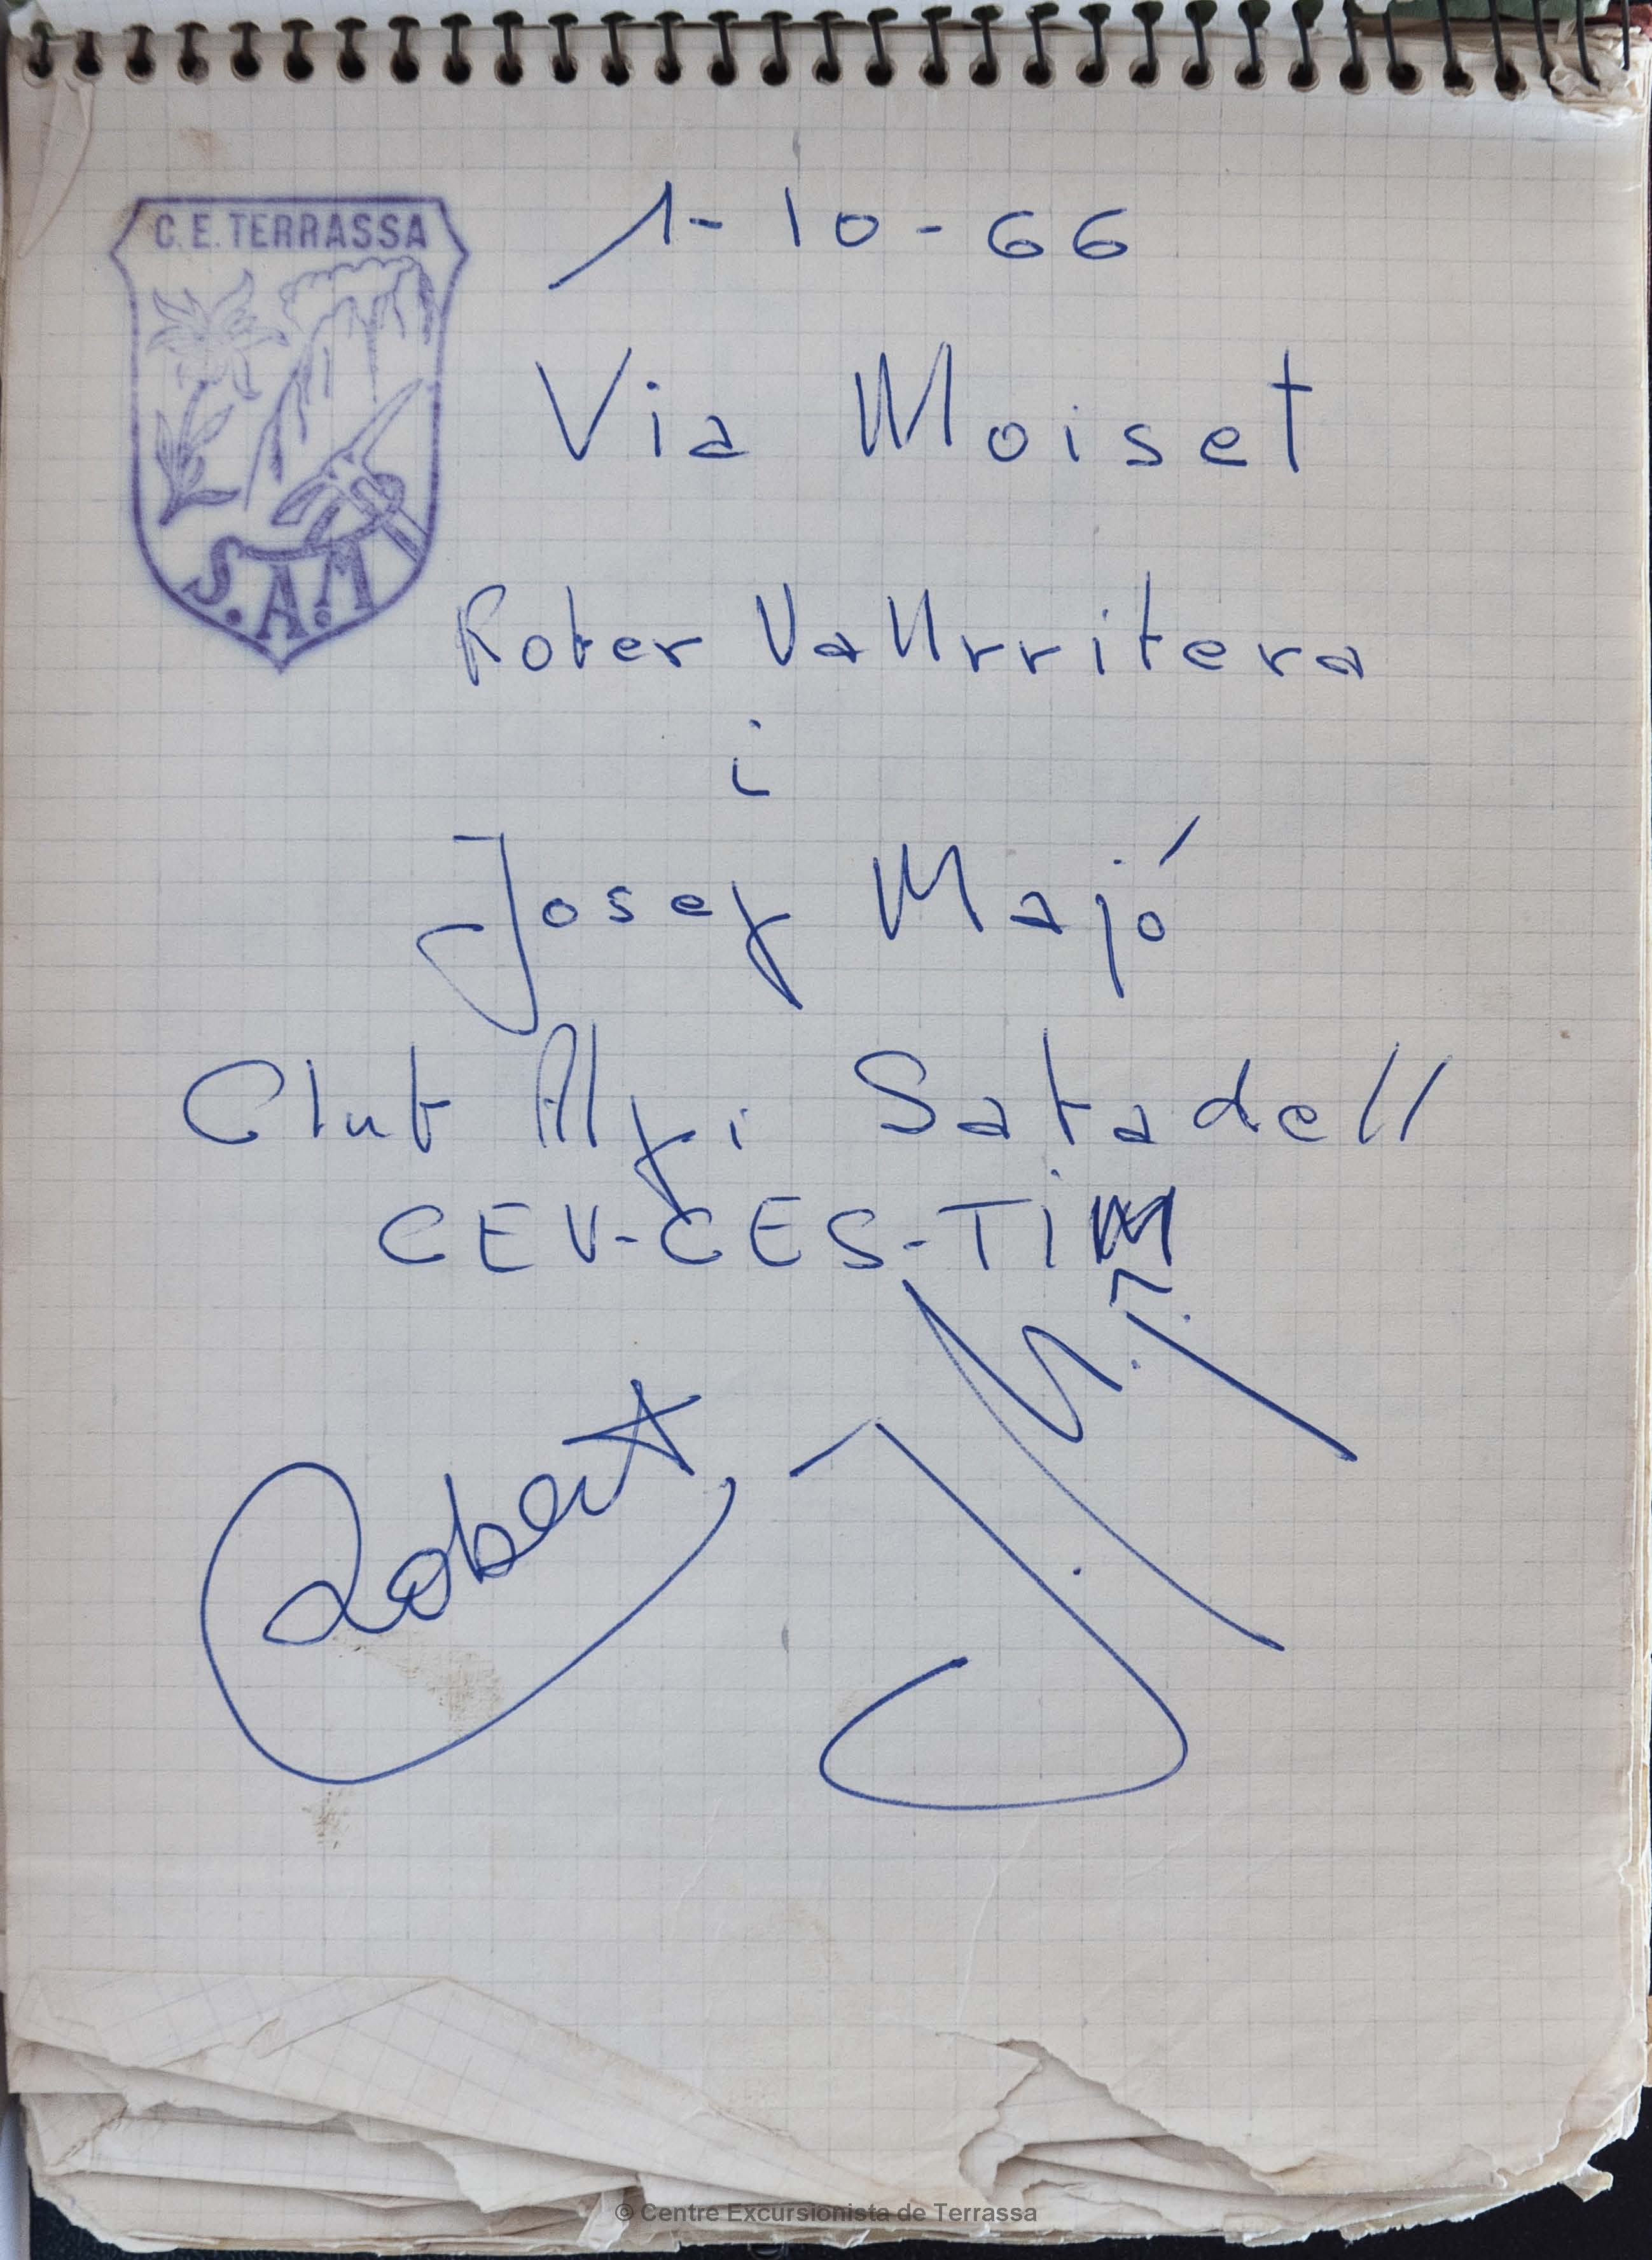 C. E. TERRASSA
S.A.M.
1-10-66
Via Moiset
Rober Vallrribera
i
Josep Majó
Club Alpi Sabadell
CEV-CES-TIM
Robert
© Centre Excursionista de Terrassa